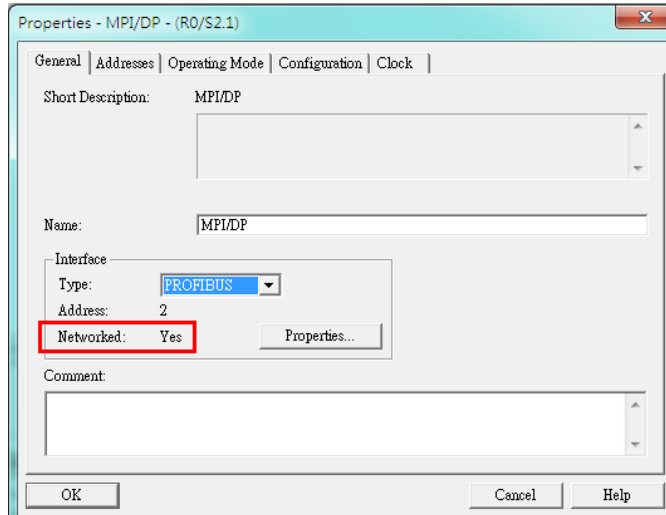 Properties - MPI/DP - (R0/S2.1)
General Addresses Operating Mode Configuration Clock
Short Description: MPI/DP
Name: MPI/DP
Interface
Type: PROFIBUS
Address: 2
Networked: Yes Properties...
Comment:
OK Cancel Help